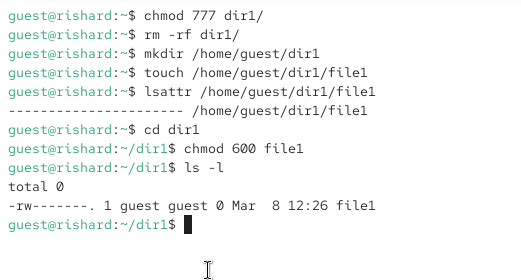 guest@rishard:~$ chmod 777 dir1/
guest@rishard:~$ rm -rf dir1/
guest@rishard:~$ mkdir /home/guest/dir1
guest@rishard:~$ touch /home/guest/dir1/file1
guest@rishard:~$ lsattr /home/guest/dir1/file1
---------------------- /home/guest/dir1/file1
guest@rishard:~$ cd dir1
guest@rishard:~/dir1$ chmod 600 file1
guest@rishard:~/dir1$ ls -l
total 0
-rw-------. 1 guest guest 0 Mar  8 12:26 file1
guest@rishard:~/dir1$